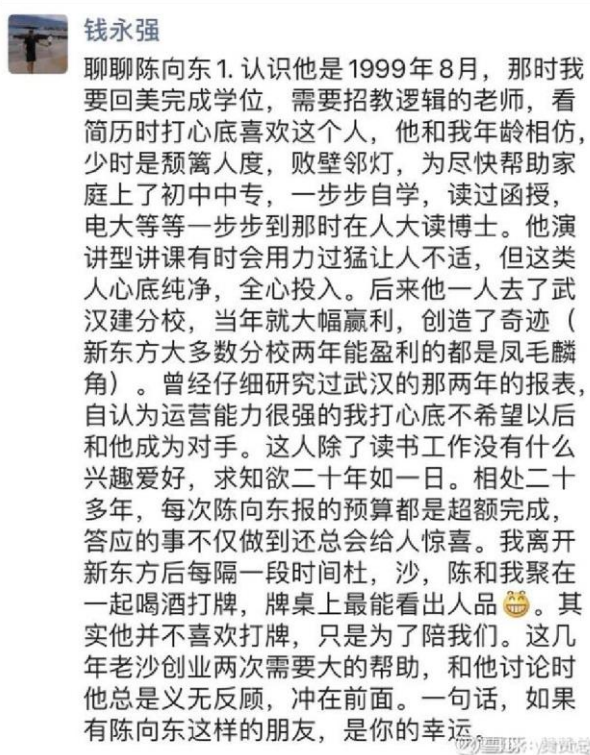 钱永强
聊聊陈向东1. 认识他是1999年8月，那时我
要回美完成学位，需要招教逻辑的老师，看
简历时打心底喜欢这个人，他和我年龄相仿，
少时是颓篱人度，败壁邻灯，为尽快帮助家
庭上了初中中专，一步步自学，读过函授，
电大等等一步步到那时在人大读博士。他演
讲型讲课有时会用力过猛让人不适，但这类
人心底纯净，全心投入。后来他一人去了武
汉建分校，当年就大幅赢利，创造了奇迹（
新东方大多数分校两年能盈利的都是凤毛麟
角）。曾经仔细研究过武汉的那两年的报表，
自认为运营能力很强的我打心底不希望以后
和他成为对手。这人除了读书工作没有什么
兴趣爱好，求知欲二十年如一日。相处二十
多年，每次陈向东报的预算都是超额完成，
答应的事不仅做到还总会给人惊喜。我离开
新东方后每隔一段时间杜，沙，陈和我聚在
一起喝酒打牌，牌桌上最能看出人品😁。其
实他并不喜欢打牌，只是为了陪我们。这几
年老沙创业两次需要大的帮助，和他讨论时
他总是义无反顾，冲在前面。一句话，如果
有陈向东这样的朋友，是你的幸运。